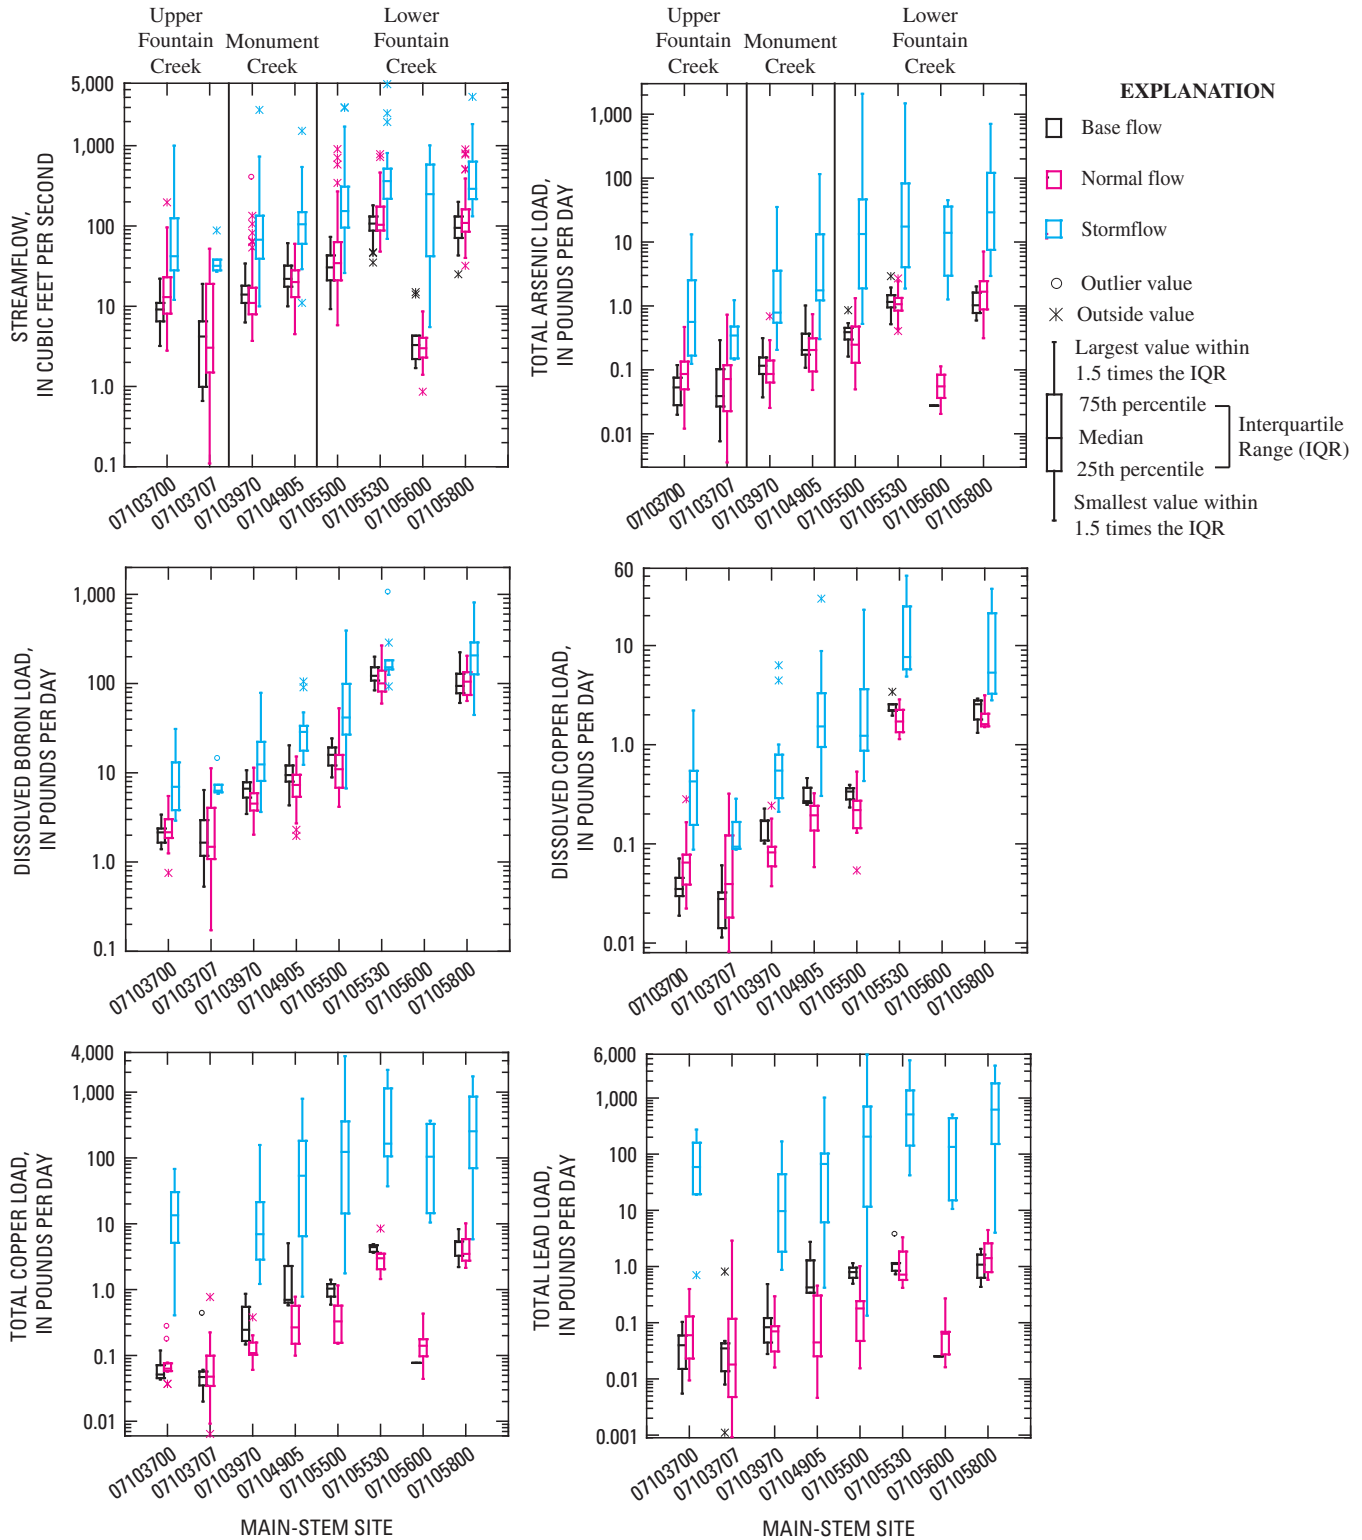 Upper
Fountain
Creek
Monument
Creek
Lower
Fountain
Creek
5,000
1,000
100
10
1.0
0.1
STREAMFLOW,
IN CUBIC FEET PER SECOND
07103700
07103707
07103970
07104905
07105500
07105530
07105600
07105800
Upper
Fountain
Creek
Monument
Creek
Lower
Fountain
Creek
1,000
100
10
1.0
0.1
0.01
TOTAL ARSENIC LOAD,
IN POUNDS PER DAY
07103700
07103707
07103970
07104905
07105500
07105530
07105600
07105800
EXPLANATION
Base flow
Normal flow
Stormflow
Outlier value
Outside value
Largest value within
1.5 times the IQR
75th percentile
Median
25th percentile
Interquartile
Range (IQR)
Smallest value within
1.5 times the IQR
1,000
100
10
1.0
0.1
DISSOLVED BORON LOAD,
IN POUNDS PER DAY
07103700
07103707
07103970
07104905
07105500
07105530
07105600
07105800
60
10
1.0
0.1
0.01
DISSOLVED COPPER LOAD,
IN POUNDS PER DAY
07103700
07103707
07103970
07104905
07105500
07105530
07105600
07105800
4,000
1,000
100
10
1.0
0.1
0.01
TOTAL COPPER LOAD,
IN POUNDS PER DAY
07103700
07103707
07103970
07104905
07105500
07105530
07105600
07105800
MAIN-STEM SITE
6,000
1,000
100
10
1.0
0.1
0.01
0.001
TOTAL LEAD LOAD,
IN POUNDS PER DAY
07103700
07103707
07103970
07104905
07105500
07105530
07105600
07105800
MAIN-STEM SITE